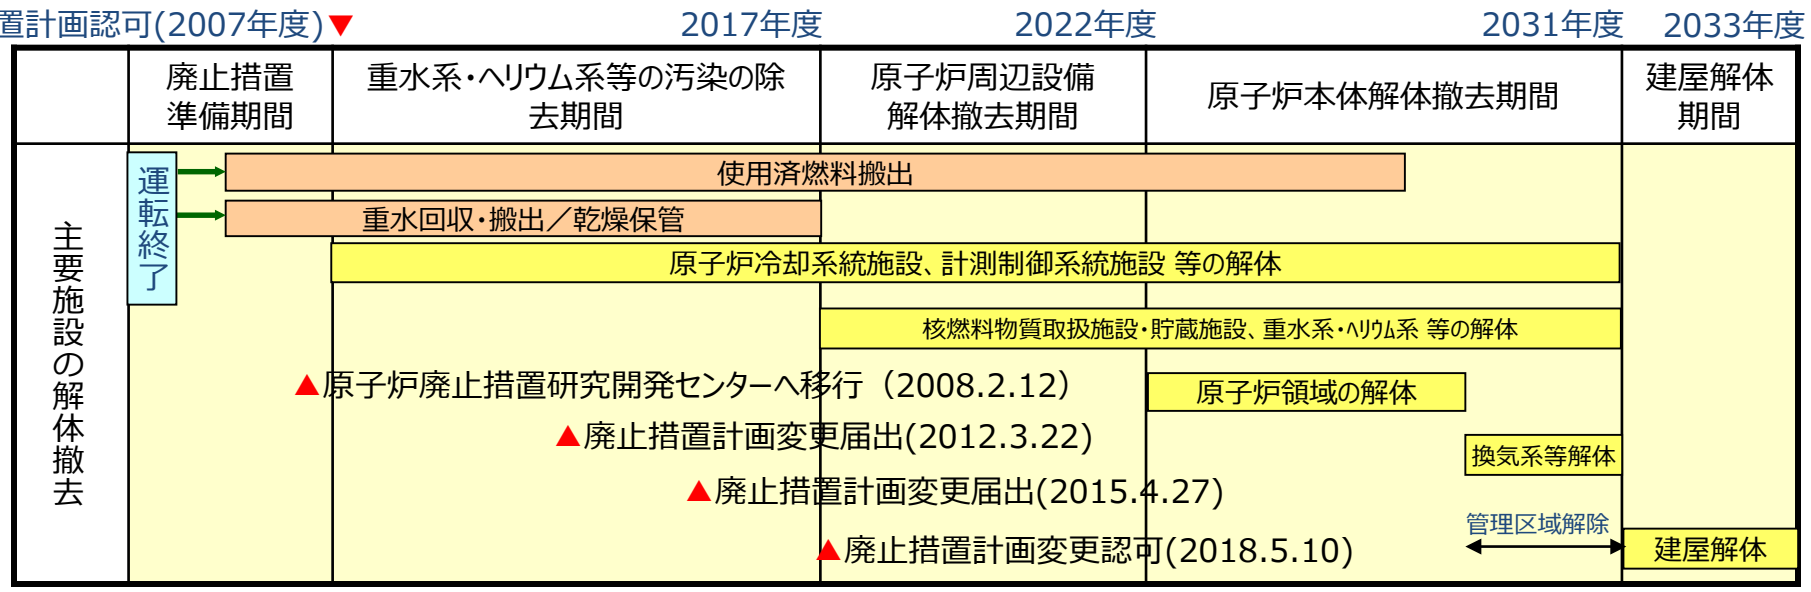 置計画認可(2007年度)▼
2017年度
2022年度
2031年度
2033年度
廃止措置
準備期間
重水系・ヘリウム系等の汚染の除
去期間
原子炉周辺設備
解体撤去期間
原子炉本体解体撤去期間
建屋解体
期間
主要施設の解体撤去
運転終了
使用済燃料搬出
重水回収・搬出／乾燥保管
原子炉冷却系統施設、計測制御系統施設 等の解体
核燃料物質取扱施設・貯蔵施設、重水系・ヘリウム系 等の解体
▲原子炉廃止措置研究開発センターへ移行（2008.2.12）
原子炉領域の解体
▲廃止措置計画変更届出(2012.3.22)
換気系等解体
▲廃止措置計画変更届出(2015.4.27)
管理区域解除
▲廃止措置計画変更認可(2018.5.10)
建屋解体